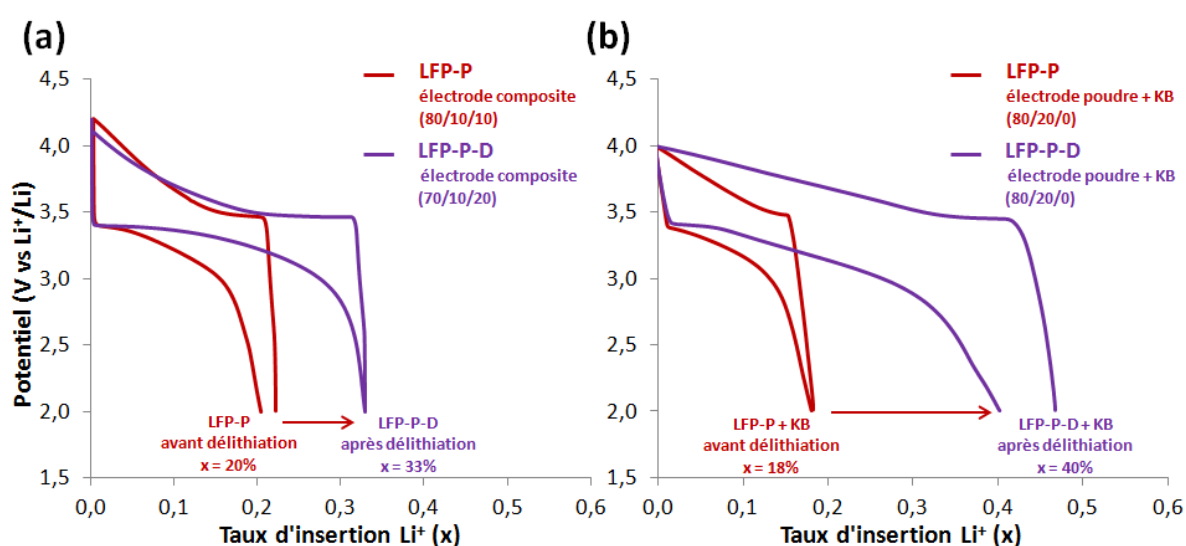 (a)
4,5
4,0
3,5
3,0
2,5
2,0
1,5
Potentiel (V vs Li⁺/Li)
LFP-P
électrode composite
(80/10/10)
LFP-P-D
électrode composite
(70/10/20)
LFP-P
avant délithiation
x = 20%
LFP-P-D
après délithiation
x = 33%
0,0 0,1 0,2 0,3 0,4 0,5 0,6
Taux d'insertion Li⁺ (x)
(b)
4,5
4,0
3,5
3,0
2,5
2,0
1,5
LFP-P
électrode poudre + KB
(80/20/0)
LFP-P-D
électrode poudre + KB
(80/20/0)
LFP-P + KB
avant délithiation
x = 18%
LFP-P-D + KB
après délithiation
x = 40%
0,0 0,1 0,2 0,3 0,4 0,5 0,6
Taux d'insertion Li⁺ (x)